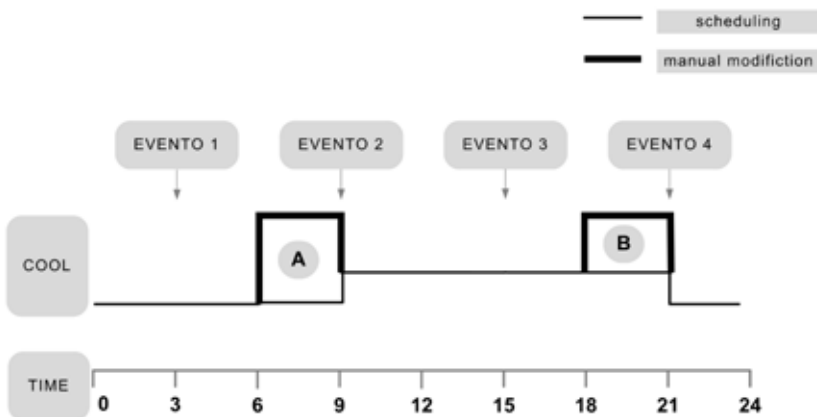 scheduling
manual modifiction
EVENTO 1 EVENTO 2 EVENTO 3 EVENTO 4
COOL A B
TIME 0 3 6 9 12 15 18 21 24